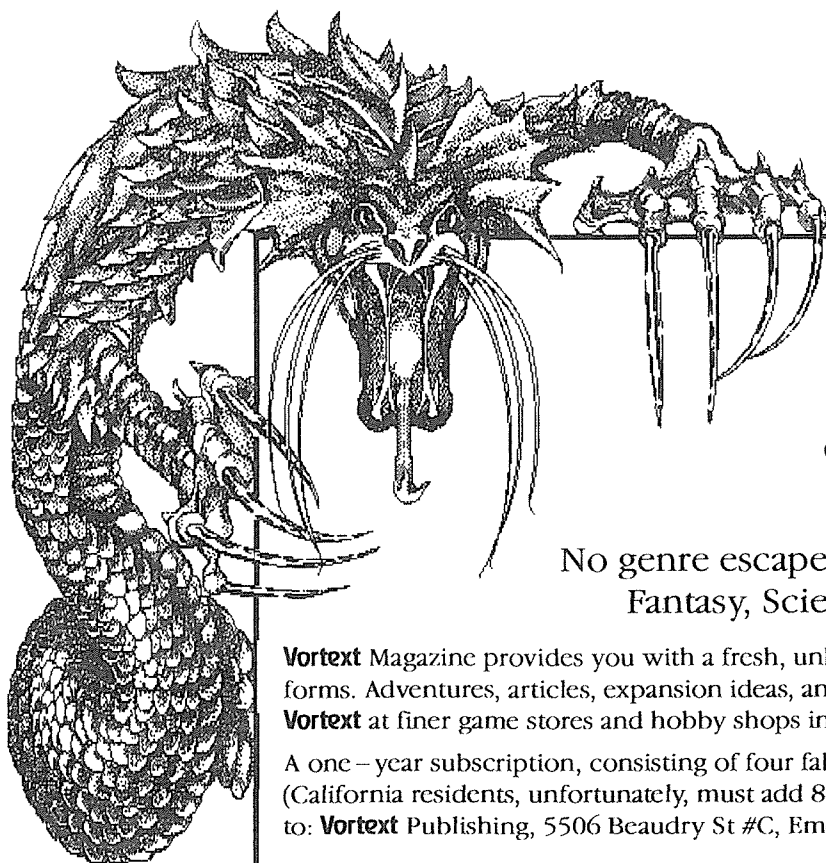 No genre escape
Fantasy, Scie
Vortext Magazine provides you with a fresh, unl
forms. Adventures, articles, expansion ideas, an
Vortext at finer game stores and hobby shops in
A one – year subscription, consisting of four fal
(California residents, unfortunately, must add 8
to: Vortext Publishing, 5506 Beaudry St #C, Em